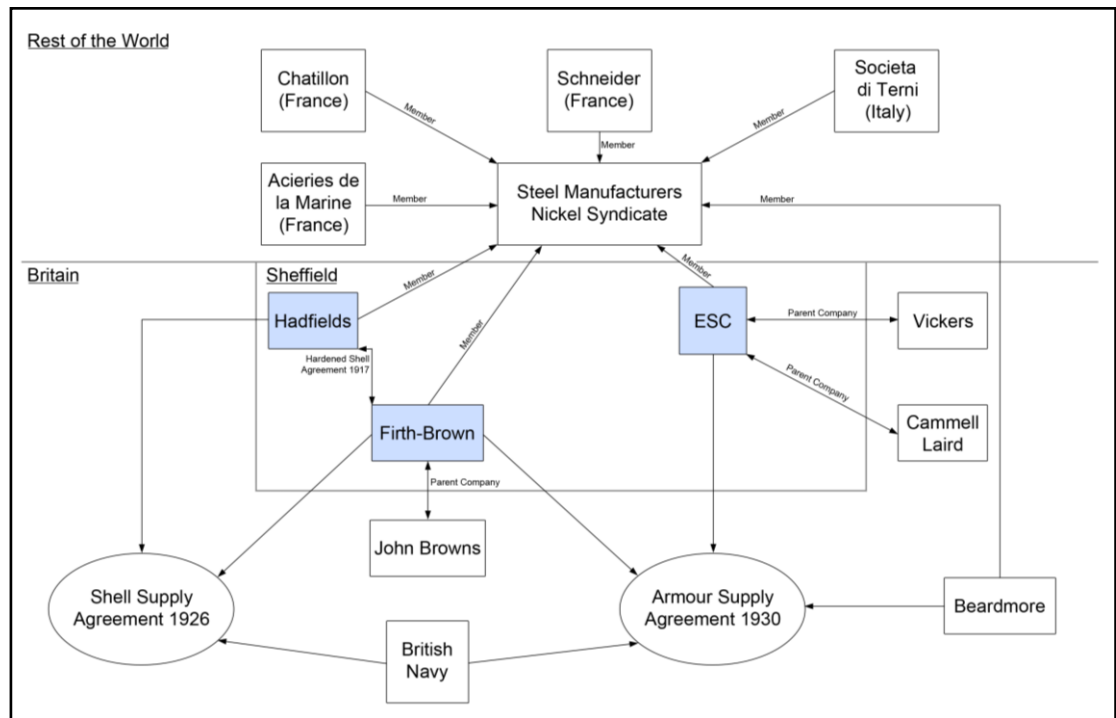 Rest of the World
Chatillon
(France)
Schneider
(France)
Societa
di Terni
(Italy)
Member
Member
Member
Acieries de
la Marine
(France)
Member
Steel Manufacturers
Nickel Syndicate
Member
Britain
Sheffield
Member
Member
Member
Hadfields
ESC
Parent Company
Vickers
Hardened Shell
Agreement 1917
Parent Company
Firth-Brown
Cammell
Laird
Parent Company
John Browns
Shell Supply
Agreement 1926
Armour Supply
Agreement 1930
Beardmore
British
Navy